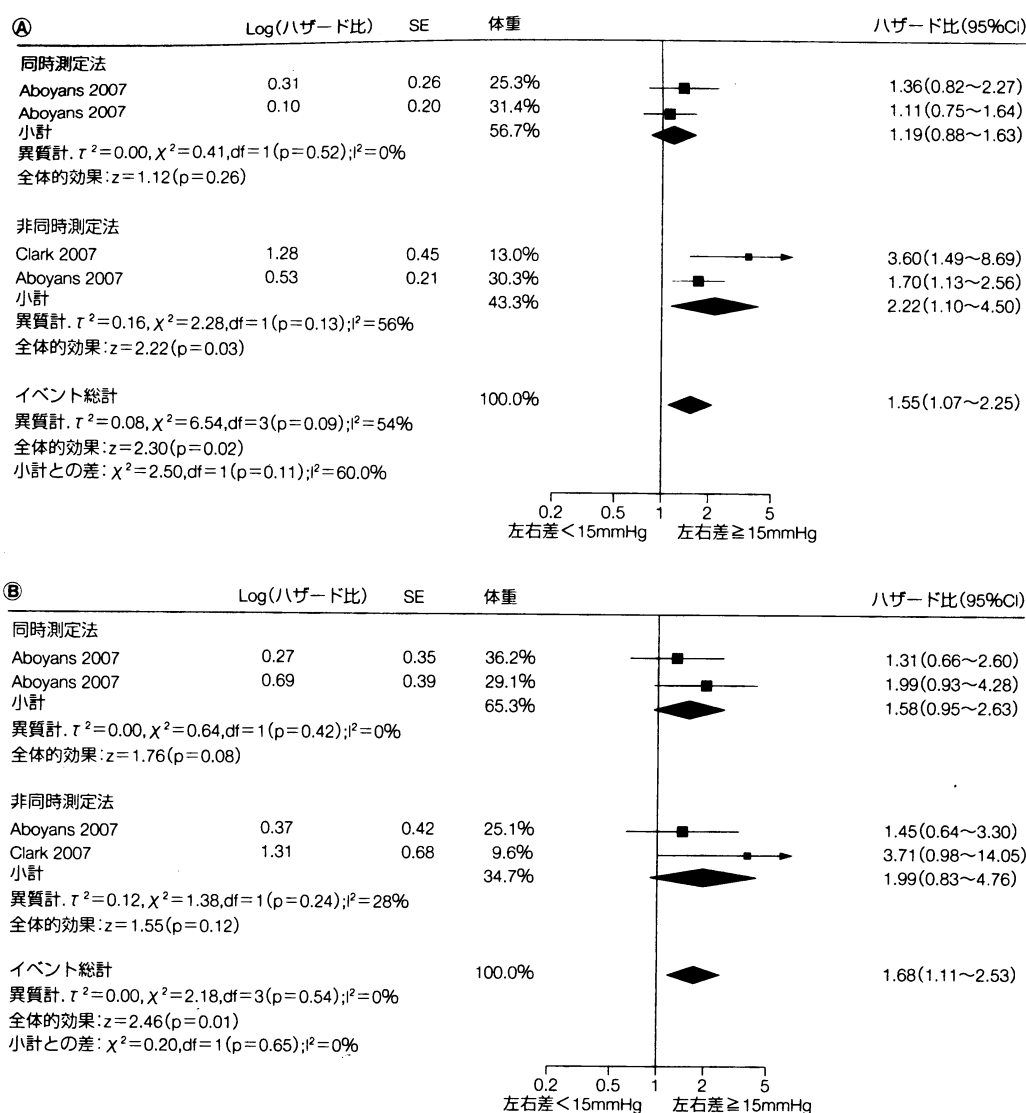 Ⓐ Log(ハザード比) SE 体重 ハザード比(95%CI)
同時測定法
Aboyans 2007 0.31 0.26 25.3% 1.36(0.82～2.27)
Aboyans 2007 0.10 0.20 31.4% 1.11(0.75～1.64)
小計 56.7% 1.19(0.88～1.63)
異質計.τ²=0.00,χ²=0.41,df=1(p=0.52);I²=0%
全体的効果:z=1.12(p=0.26)
非同時測定法
Clark 2007 1.28 0.45 13.0% 3.60(1.49～8.69)
Aboyans 2007 0.53 0.21 30.3% 1.70(1.13～2.56)
小計 43.3% 2.22(1.10～4.50)
異質計.τ²=0.16,χ²=2.28,df=1(p=0.13);I²=56%
全体的効果:z=2.22(p=0.03)
イベント総計 100.0% 1.55(1.07～2.25)
異質計.τ²=0.08,χ²=6.54,df=3(p=0.09);I²=54%
全体的効果:z=2.30(p=0.02)
小計との差:χ²=2.50,df=1(p=0.11);I²=60.0%
0.2 0.5 1 2 5
左右差<15mmHg 左右差≧15mmHg
Ⓑ Log(ハザード比) SE 体重 ハザード比(95%CI)
同時測定法
Aboyans 2007 0.27 0.35 36.2% 1.31(0.66～2.60)
Aboyans 2007 0.69 0.39 29.1% 1.99(0.93～4.28)
小計 65.3% 1.58(0.95～2.63)
異質計.τ²=0.00,χ²=0.64,df=1(p=0.42);I²=0%
全体的効果:z=1.76(p=0.08)
非同時測定法
Aboyans 2007 0.37 0.42 25.1% 1.45(0.64～3.30)
Clark 2007 1.31 0.68 9.6% 3.71(0.98～14.05)
小計 34.7% 1.99(0.83～4.76)
異質計.τ²=0.12,χ²=1.38,df=1(p=0.24);I²=28%
全体的効果:z=1.55(p=0.12)
イベント総計 100.0% 1.68(1.11～2.53)
異質計.τ²=0.00,χ²=2.18,df=3(p=0.54);I²=0%
全体的効果:z=2.46(p=0.01)
小計との差:χ²=0.20,df=1(p=0.65);I²=0%
0.2 0.5 1 2 5
左右差<15mmHg 左右差≧15mmHg